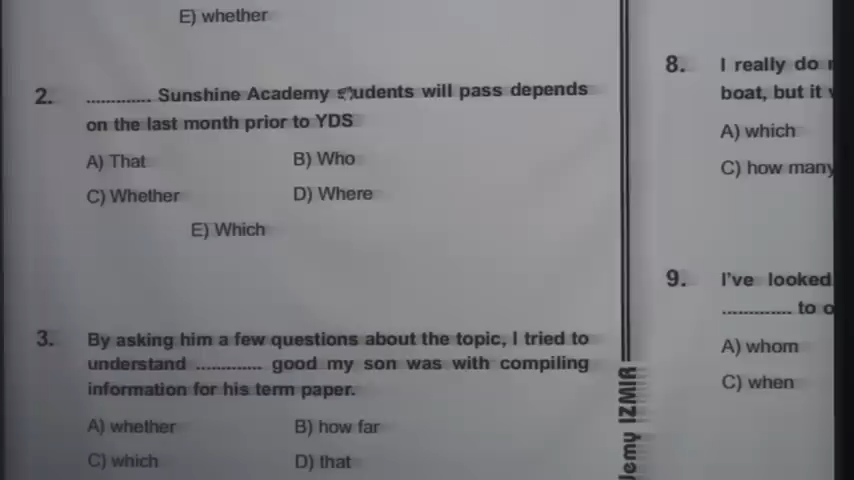 E) whether
2. ............. Sunshine Academy students will pass depends
on the last month prior to YDS
A) That B) Who
C) Whether D) Where
E) Which
3. By asking him a few questions about the topic, I tried to
understand ............. good my son was with compiling
information for his term paper.
A) whether B) how far
C) which D) that
IZMIR
8. I really do
boat, but it
A) which
C) how many
9. I've looked
............. to
A) whom
C) when